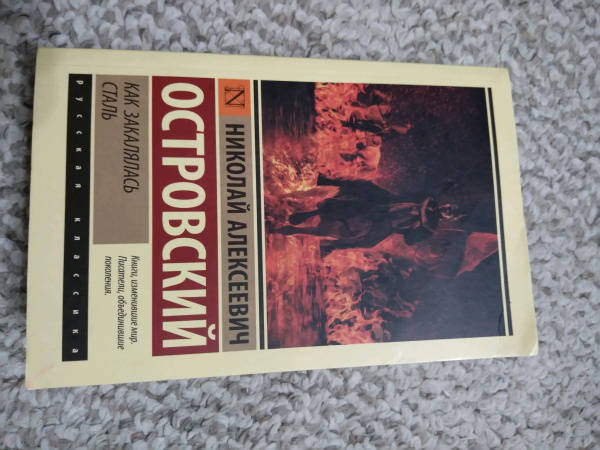 НИКОЛАЙ АЛЕКСЕЕВИЧ
ОСТРОВСКИЙ
КАК ЗАКАЛЯЛАСЬ
СТАЛЬ
Книги, изменившие мир.
Писатели, объединившие
поколения.
русская классика